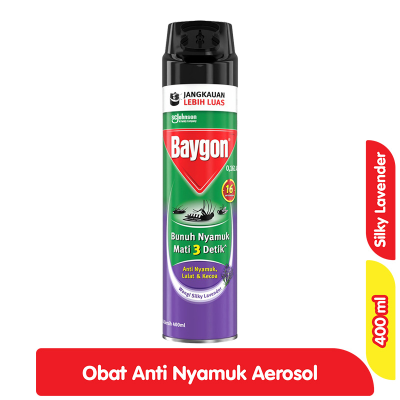 JANGKAUAN
LEBIH LUAS
Johnson
Baygon
16
Bunuh Nyamuk
Mati 3 Detik*
Anti Nyamuk,
Lalat & Kecoa
Wangi Silky Lavender
Silky Lavender
400 ml
Obat Anti Nyamuk Aerosol